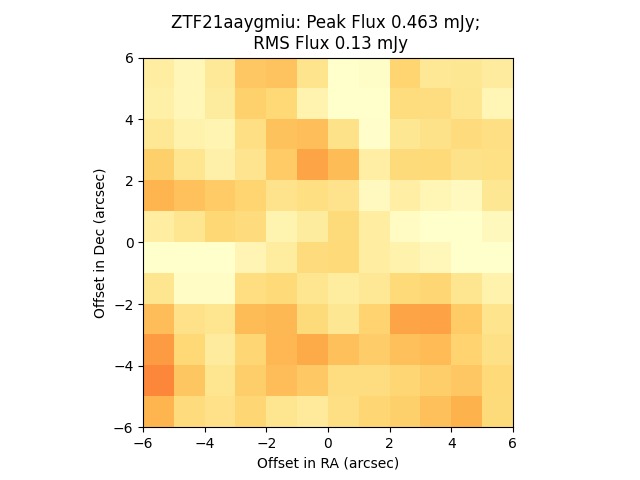 ZTF21aaygmiu: Peak Flux 0.463 mJy;
RMS Flux 0.13 mJy
6
4
2
0
−2
−4
−6
Offset in Dec (arcsec)
−6 −4 −2 0 2 4 6
Offset in RA (arcsec)